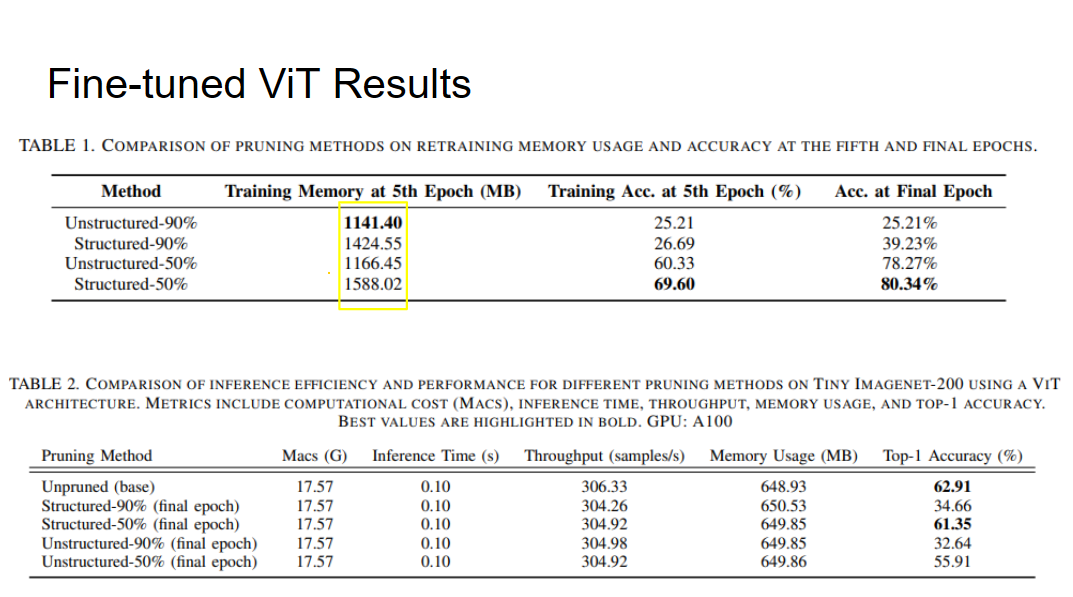 Fine-tuned ViT Results
TABLE 1. COMPARISON OF PRUNING METHODS ON RETRAINING MEMORY USAGE AND ACCURACY AT THE FIFTH AND FINAL EPOCHS.
Method Training Memory at 5th Epoch (MB) Training Acc. at 5th Epoch (%) Acc. at Final Epoch
Unstructured-90% 1141.40 25.21 25.21%
Structured-90% 1424.55 26.69 39.23%
Unstructured-50% 1166.45 60.33 78.27%
Structured-50% 1588.02 69.60 80.34%
TABLE 2. COMPARISON OF INFERENCE EFFICIENCY AND PERFORMANCE FOR DIFFERENT PRUNING METHODS ON TINY IMAGENET-200 USING A VIT
ARCHITECTURE. METRICS INCLUDE COMPUTATIONAL COST (MACS), INFERENCE TIME, THROUGHPUT, MEMORY USAGE, AND TOP-1 ACCURACY.
BEST VALUES ARE HIGHLIGHTED IN BOLD. GPU: A100
Pruning Method Macs (G) Inference Time (s) Throughput (samples/s) Memory Usage (MB) Top-1 Accuracy (%)
Unpruned (base) 17.57 0.10 306.33 648.93 62.91
Structured-90% (final epoch) 17.57 0.10 304.26 650.53 34.66
Structured-50% (final epoch) 17.57 0.10 304.92 649.85 61.35
Unstructured-90% (final epoch) 17.57 0.10 304.98 649.85 32.64
Unstructured-50% (final epoch) 17.57 0.10 304.92 649.86 55.91